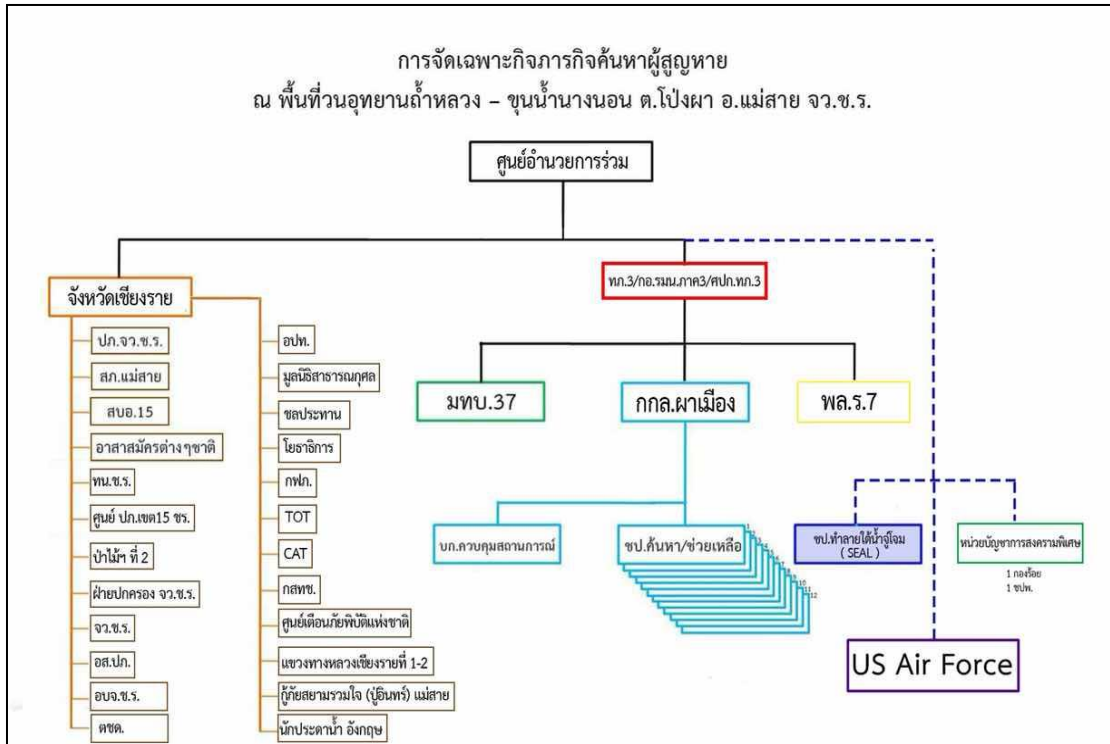 การจัดเฉพาะกิจภารกิจค้นหาผู้สูญหาย
ณ พื้นที่วนอุทยานถ้ำหลวง – ขุนน้ำนางนอน ต.โป่งผา อ.แม่สาย จว.ช.ร.
ศูนย์อำนวยการร่วม
จังหวัดเชียงราย
ปภ.จว.ช.ร.
สภ.แม่สาย
สบอ.15
อาสาสมัครต่างๆชาติ
ทน.ช.ร.
ศูนย์ ปภ.เขต15 ชร.
ป่าไม้ฯ ที่ 2
ฝ่ายปกครอง จว.ช.ร.
จว.ช.ร.
อส.ปภ.
อบจ.ช.ร.
ตชด.
อปท.
มูลนิธิสาธารณกุศล
ชลประทาน
โยธาธิการ
กฟภ.
TOT
CAT
กสทช.
ศูนย์เตือนภัยพิบัติแห่งชาติ
แขวงทางหลวงเชียงรายที่ 1-2
กู้ภัยสยามรวมใจ (ปู่อินทร์) แม่สาย
นักประดาน้ำ อังกฤษ
ทภ.3/กอ.รมน.ภาค3/ศปก.ทภ.3
มทบ.37
กกล.ผาเมือง
พล.ร.7
บก.ควบคุมสถานการณ์
ชป.ค้นหา/ช่วยเหลือ
1
2
3
4
5
6
7
8
9
10
11
12
ชป.ทำลายใต้น้ำจู่โจม
( SEAL )
หน่วยบัญชาการสงครามพิเศษ
1 กองร้อย
1 ชปพ.
US Air Force